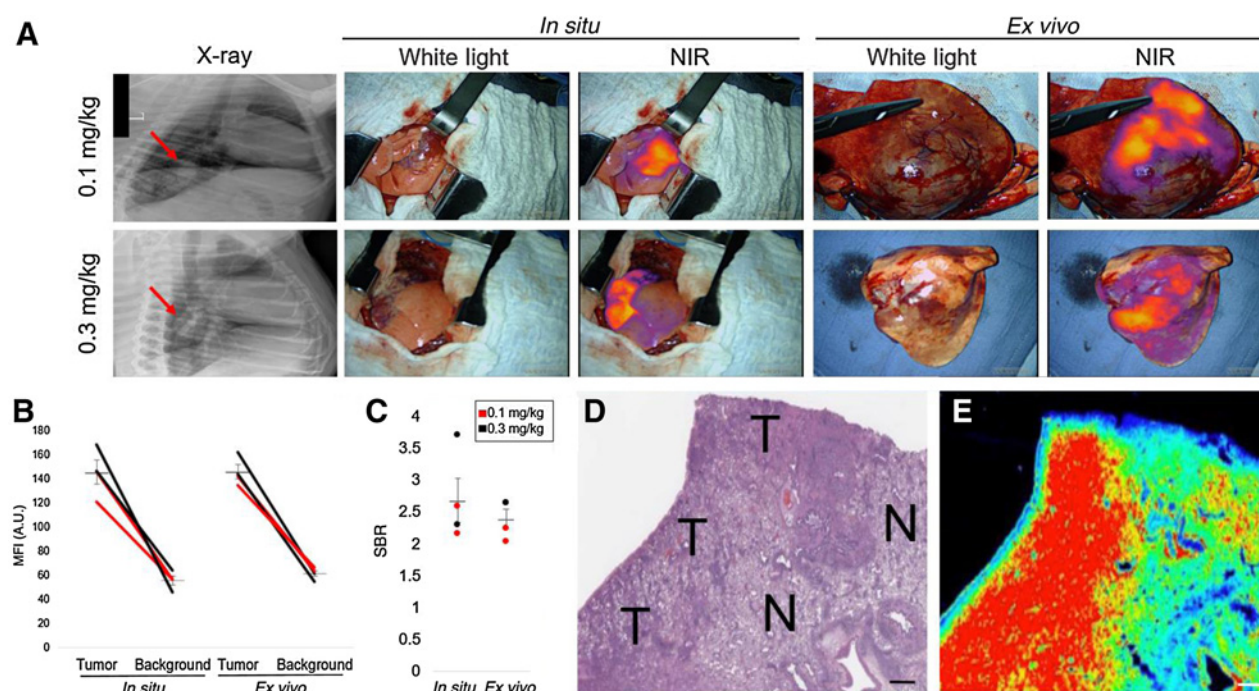 A
In situ
Ex vivo
X-ray
White light
NIR
White light
NIR
0.1 mg/kg
0.3 mg/kg
B
180
160
140
120
100
80
60
40
20
0
MFI (A.U.)
Tumor Background
Tumor Background
In situ
Ex vivo
C
4
3.5
3
2.5
2
1.5
1
0.5
0
SBR
0.1 mg/kg
0.3 mg/kg
In situ Ex vivo
D
T
T
N
T
N
E